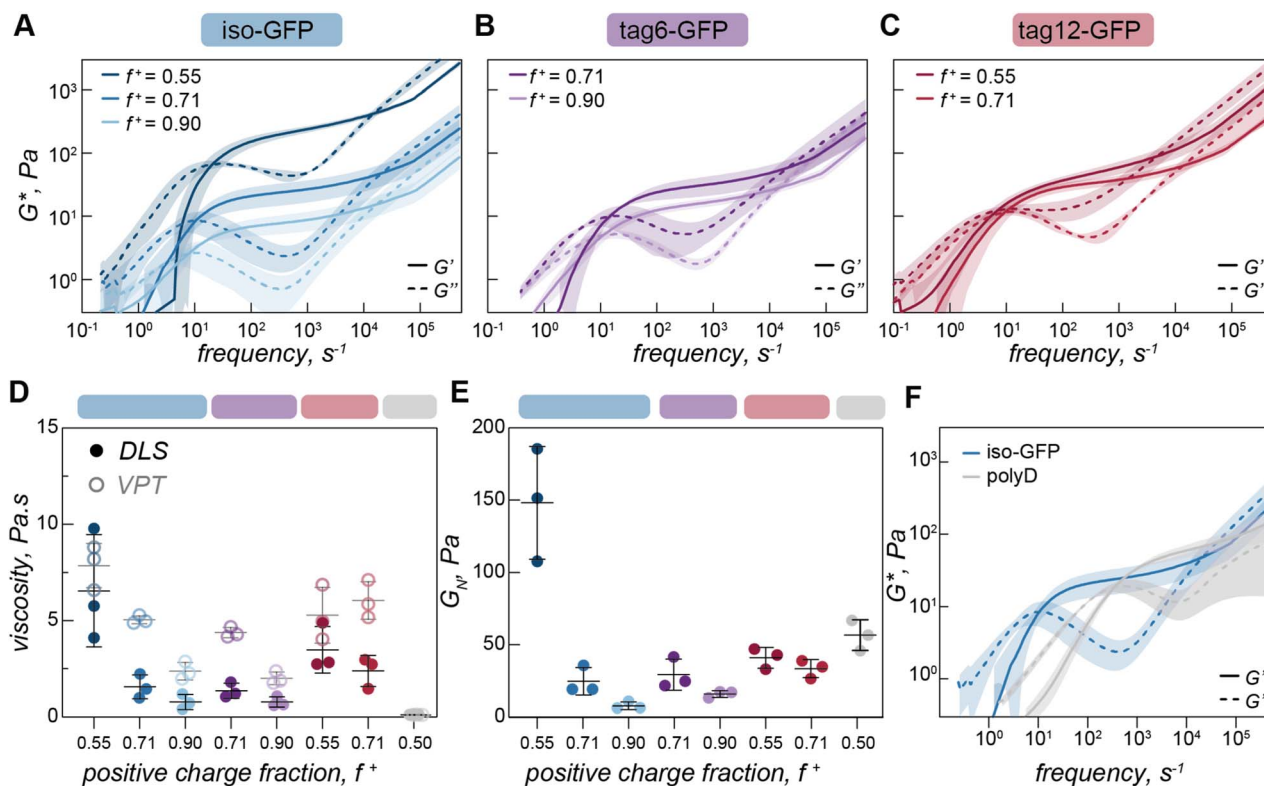 A
iso-GFP
f⁺ = 0.55
f⁺ = 0.71
f⁺ = 0.90
G*, Pa
10³
10²
10¹
10⁰
G'
G''
10⁻¹ 10⁰ 10¹ 10² 10³ 10⁴ 10⁵
frequency, s⁻¹
B
tag6-GFP
f⁺ = 0.71
f⁺ = 0.90
G'
G''
10⁻¹ 10⁰ 10¹ 10² 10³ 10⁴ 10⁵
frequency, s⁻¹
C
tag12-GFP
f⁺ = 0.55
f⁺ = 0.71
G'
G''
10⁻¹ 10⁰ 10¹ 10² 10³ 10⁴ 10⁵
frequency, s⁻¹
D
DLS
VPT
viscosity, Pa.s
15
10
5
0
0.55 0.71 0.90 0.71 0.90 0.55 0.71 0.50
positive charge fraction, f⁺
E
G_N, Pa
200
150
100
50
0
0.55 0.71 0.90 0.71 0.90 0.55 0.71 0.50
positive charge fraction, f⁺
F
iso-GFP
polyD
G*, Pa
10³
10²
10¹
10⁰
G'
G'
10⁰ 10¹ 10² 10³ 10⁴ 10⁵
frequency, s⁻¹